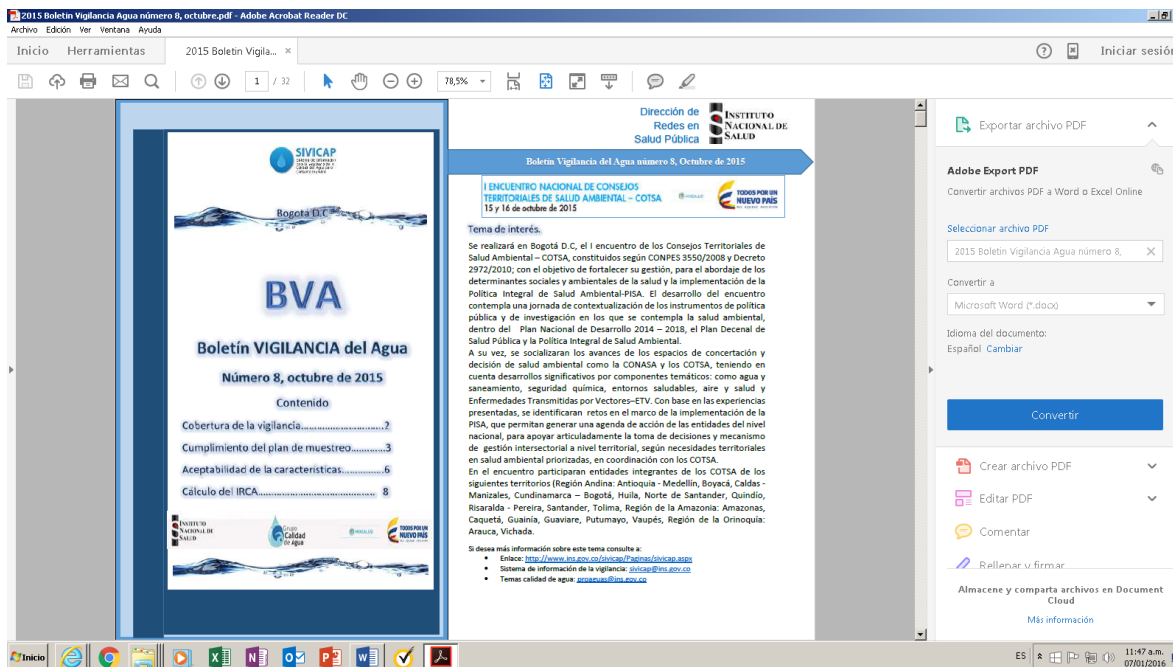 2015 Boletin Vigilancia Agua número 8, octubre.pdf - Adobe Acrobat Reader DC
Archivo Edición Ver Ventana Ayuda
Inicio Herramientas 2015 Boletin Vigila... × Iniciar sesión
1 / 32 78,5%
SIVICAP
Bogotá D.C
BVA
Boletín VIGILANCIA del Agua
Número 8, octubre de 2015
Contenido
Cobertura de la vigilancia..............................2
Cumplimiento del plan de muestreo............3
Aceptabilidad de la características...............6
Cálculo del IRCA......................................... 8
INSTITUTO
NACIONAL DE
SALUD
Grupo
Calidad
de Agua
MINSALUD
TODOS POR UN
NUEVO PAÍS
Dirección de
Redes en
Salud Pública
INSTITUTO
NACIONAL DE
SALUD
Boletín Vigilancia del Agua número 8, Octubre de 2015
I ENCUENTRO NACIONAL DE CONSEJOS
TERRITORIALES DE SALUD AMBIENTAL – COTSA
15 y 16 de octubre de 2015
MINSALUD
TODOS POR UN
NUEVO PAÍS
Tema de interés.
Se realizará en Bogotá D.C, el I encuentro de los Consejos Territoriales de
Salud Ambiental – COTSA, constituidos según CONPES 3550/2008 y Decreto
2972/2010; con el objetivo de fortalecer su gestión, para el abordaje de los
determinantes sociales y ambientales de la salud y la implementación de la
Política Integral de Salud Ambiental-PISA. El desarrollo del encuentro
contempla una jornada de contextualización de los instrumentos de política
pública y de investigación en los que se contempla la salud ambiental,
dentro del Plan Nacional de Desarrollo 2014 – 2018, el Plan Decenal de
Salud Pública y la Política Integral de Salud Ambiental.
A su vez, se socializaran los avances de los espacios de concertación y
decisión de salud ambiental como la CONASA y los COTSA, teniendo en
cuenta desarrollos significativos por componentes temáticos: como agua y
saneamiento, seguridad química, entornos saludables, aire y salud y
Enfermedades Transmitidas por Vectores–ETV. Con base en las experiencias
presentadas, se identificaran retos en el marco de la implementación de la
PISA, que permitan generar una agenda de acción de las entidades del nivel
nacional, para apoyar articuladamente la toma de decisiones y mecanismo
de gestión intersectorial a nivel territorial, según necesidades territoriales
en salud ambiental priorizadas, en coordinación con los COTSA.
En el encuentro participaran entidades integrantes de los COTSA de los
siguientes territorios (Región Andina: Antioquia - Medellín, Boyacá, Caldas -
Manizales, Cundinamarca – Bogotá, Huila, Norte de Santander, Quindío,
Risaralda - Pereira, Santander, Tolima, Región de la Amazonia: Amazonas,
Caquetá, Guainía, Guaviare, Putumayo, Vaupés, Región de la Orinoquía:
Arauca, Vichada.
Si desea más información sobre este tema consulte a:
• Enlace: http://www.ins.gov.co/sivicap/Paginas/sivicap.aspx
• Sistema de información de la vigilancia: sivicap@ins.gov.co
• Temas calidad de agua:
Exportar archivo PDF
Adobe Export PDF
Convertir archivos PDF a Word o Excel Online
Seleccionar archivo PDF
2015 Boletin Vigilancia Agua número 8, ×
Convertir a
Microsoft Word (*.docx)
Idioma del documento:
Español Cambiar
Convertir
Crear archivo PDF
Editar PDF
Comentar
Rellenar y firmar
Almacene y comparta archivos en Document
Cloud
Más información
Inicio
ES 11:47 a.m.
07/01/2016